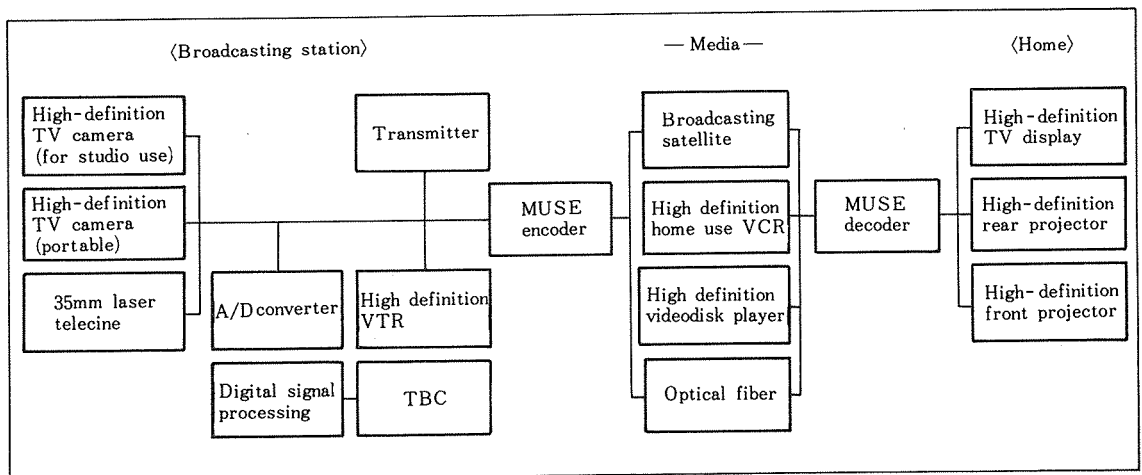 〈Broadcasting station〉
— Media —
〈Home〉
High-definition
TV camera
(for studio use)
High-definition
TV camera
(portable)
35mm laser
telecine
Transmitter
A/D converter
High definition
VTR
Digital signal
processing
TBC
MUSE
encoder
Broadcasting
satellite
High definition
home use VCR
High definition
videodisk player
Optical fiber
MUSE
decoder
High-definition
TV display
High-definition
rear projector
High-definition
front projector